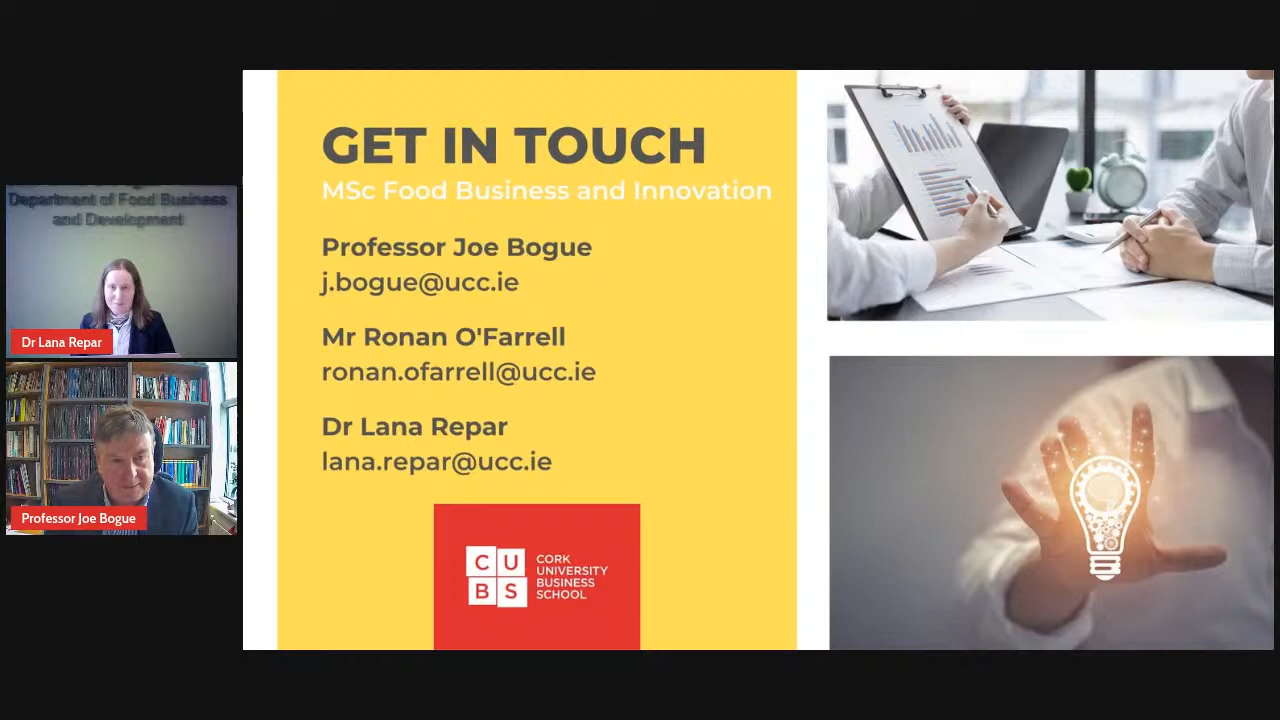 Department of Food Business
and Development
Dr Lana Repar
Professor Joe Bogue
GET IN TOUCH
MSc Food Business and Innovation
Professor Joe Bogue
j.bogue@ucc.ie
Mr Ronan O'Farrell
ronan.ofarrell@ucc.ie
Dr Lana Repar
lana.repar@ucc.ie
CU
BS
CORK
UNIVERSITY
BUSINESS
SCHOOL